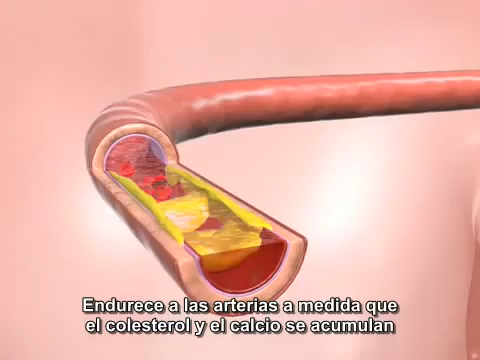 Endurece a las arterias a medida que
el colesterol y el calcio se acumulan